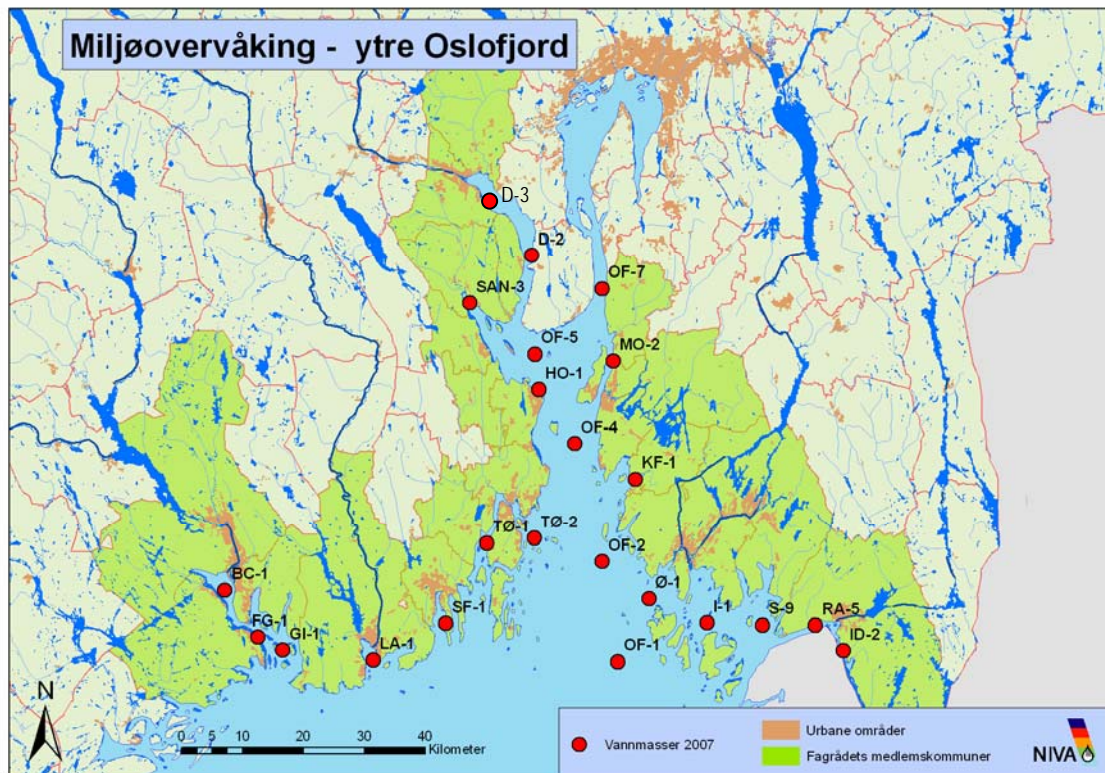 Miljøovervåking - ytre Oslofjord
D-3
D-2
OF-7
SAN-3
OF-5
MO-2
HO-1
OF-4
KF-1
TØ-1
TØ-2
OF-2
BC-1
Ø-1
FG-1
SF-1
I-1
S-9
RA-5
GI-1
LA-1
OF-1
ID-2
N
0 5 10 20 30 40
Kilometer
Vannmasser 2007
Urbane områder
Fagrådets medlemskommuner
NIVA